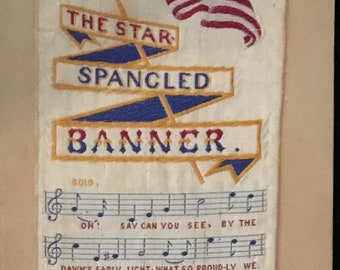 THE STAR
SPANGLED
BANNER.
SOLO.
OH! SAY CAN YOU SEE, BY THE
DAWN'S EARLY LIGHT, WHAT SO PROUD-LY WE